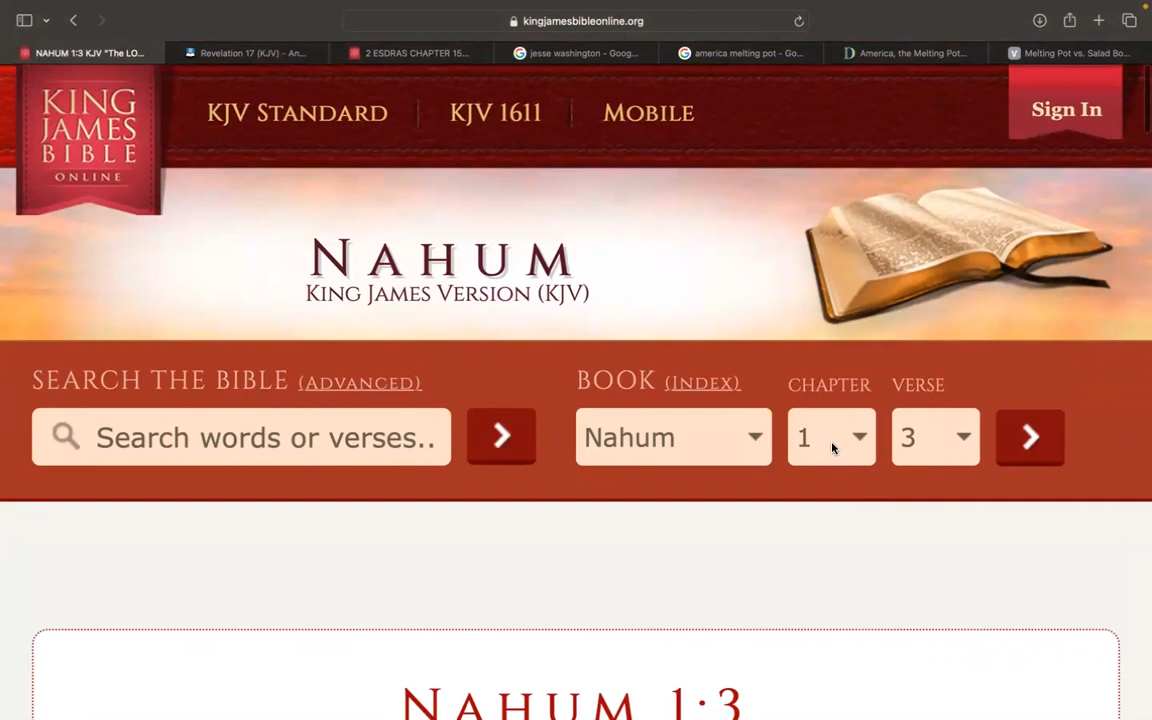 kingjamesbibleonline.org
NAHUM 1:3 KJV "The LO...
Revelation 17 (KJV) - An...
2 ESDRAS CHAPTER 15...
jesse washington - Goog...
america melting pot - Go...
America, the Melting Pot...
Melting Pot vs. Salad Bo...
KING
JAMES
BIBLE
ONLINE
KJV Standard
KJV 1611
Mobile
Sign In
Nahum
King James Version (KJV)
SEARCH THE BIBLE (Advanced)
BOOK (Index)
CHAPTER
VERSE
Search words or verses..
Nahum
1
3
Nahum 1:3